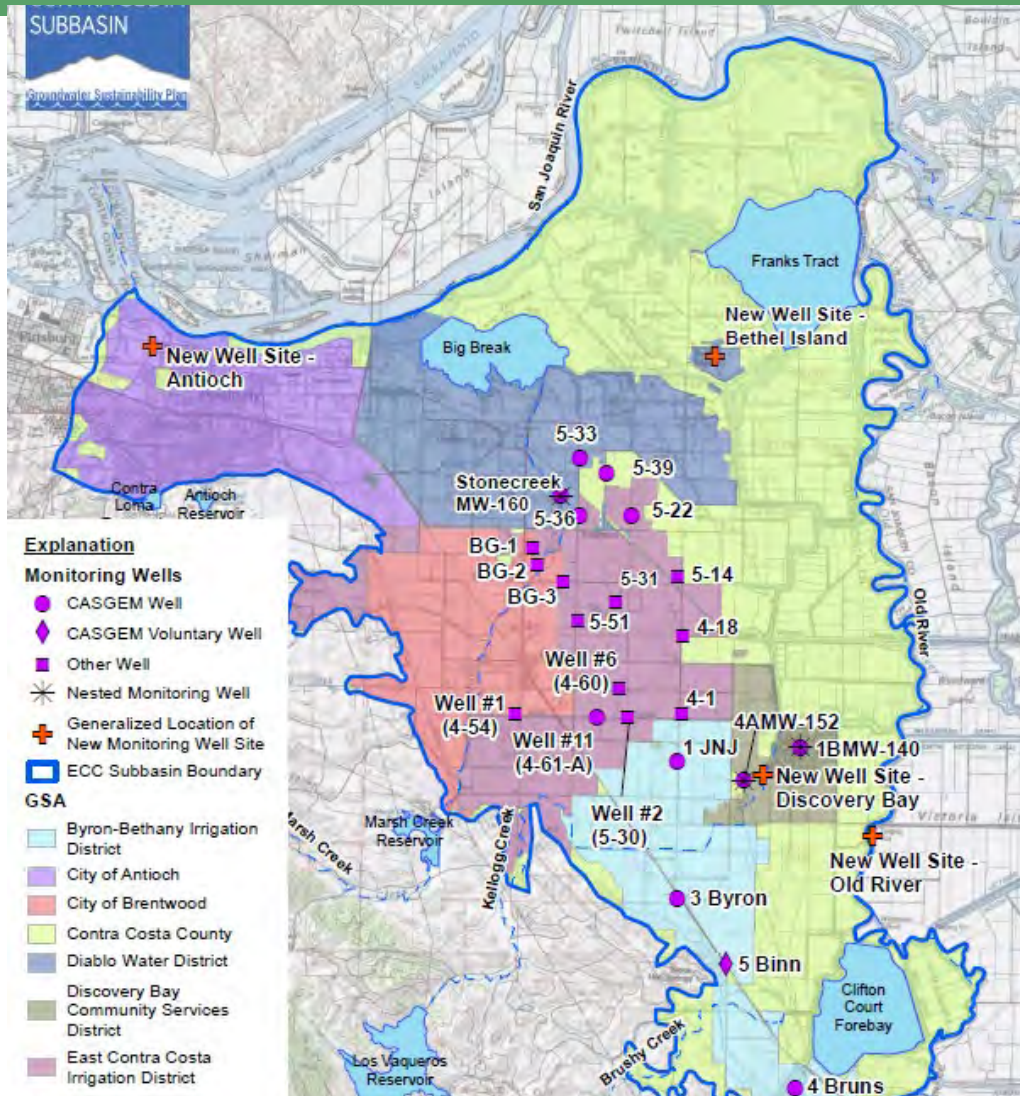 SUBBASIN
Groundwater Sustainability Plan
San Joaquin River
Franks Tract
New Well Site -
Bethel Island
Big Break
New Well Site -
Antioch
5-33
5-39
Stonecreek
MW-160
5-36
5-22
Contra
Loma
Antioch
Reservoir
BG-1
BG-2
BG-3
5-31
5-14
5-51
4-18
Old River
Well #6
(4-60)
Well #1
(4-54)
Well #11
(4-61-A)
4-1
4AMW-152
1 JNJ
1BMW-140
New Well Site -
Discovery Bay
Well #2
(5-30)
New Well Site -
Old River
Marsh Creek
Reservoir
Marsh Creek
Kellogg Creek
3 Byron
5 Binn
Clifton
Court
Forebay
Brushy Creek
Los Vaqueros
Reservoir
4 Bruns
Explanation
Monitoring Wells
CASGEM Well
CASGEM Voluntary Well
Other Well
Nested Monitoring Well
Generalized Location of
New Monitoring Well Site
ECC Subbasin Boundary
GSA
Byron-Bethany Irrigation
District
City of Antioch
City of Brentwood
Contra Costa County
Diablo Water District
Discovery Bay
Community Services
District
East Contra Costa
Irrigation District